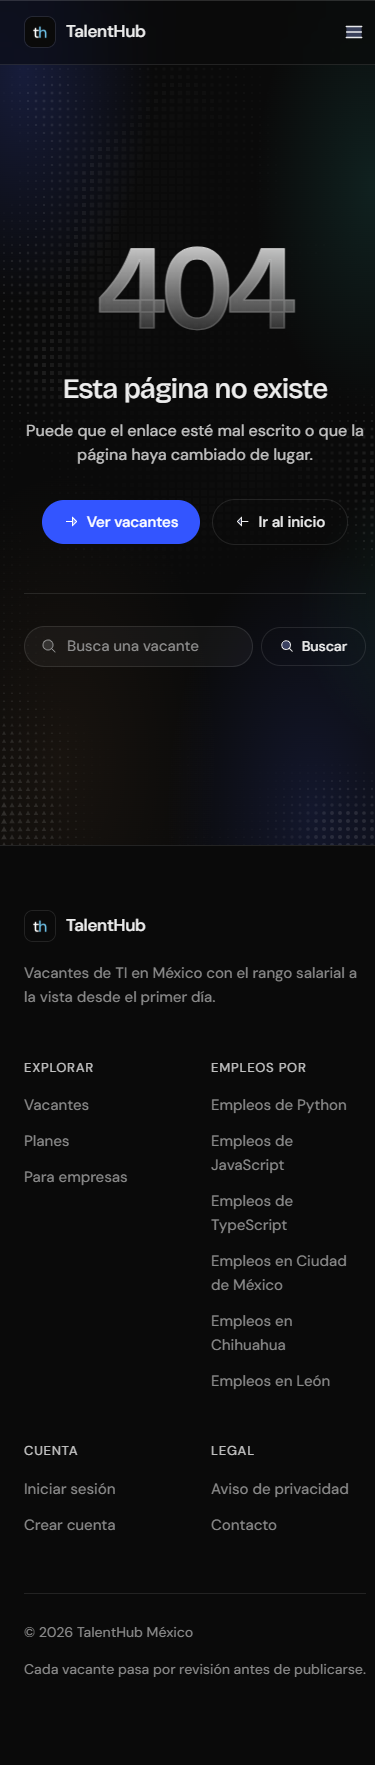 th TalentHub
404
Esta página no existe
Puede que el enlace esté mal escrito o que la
página haya cambiado de lugar.
Ver vacantes
Ir al inicio
Busca una vacante
Buscar
th TalentHub
Vacantes de TI en México con el rango salarial a
la vista desde el primer día.
EXPLORAR
Vacantes
Planes
Para empresas
EMPLEOS POR
Empleos de Python
Empleos de
JavaScript
Empleos de
TypeScript
Empleos en Ciudad
de México
Empleos en
Chihuahua
Empleos en León
CUENTA
Iniciar sesión
Crear cuenta
LEGAL
Aviso de privacidad
Contacto
© 2026 TalentHub México
Cada vacante pasa por revisión antes de publicarse.